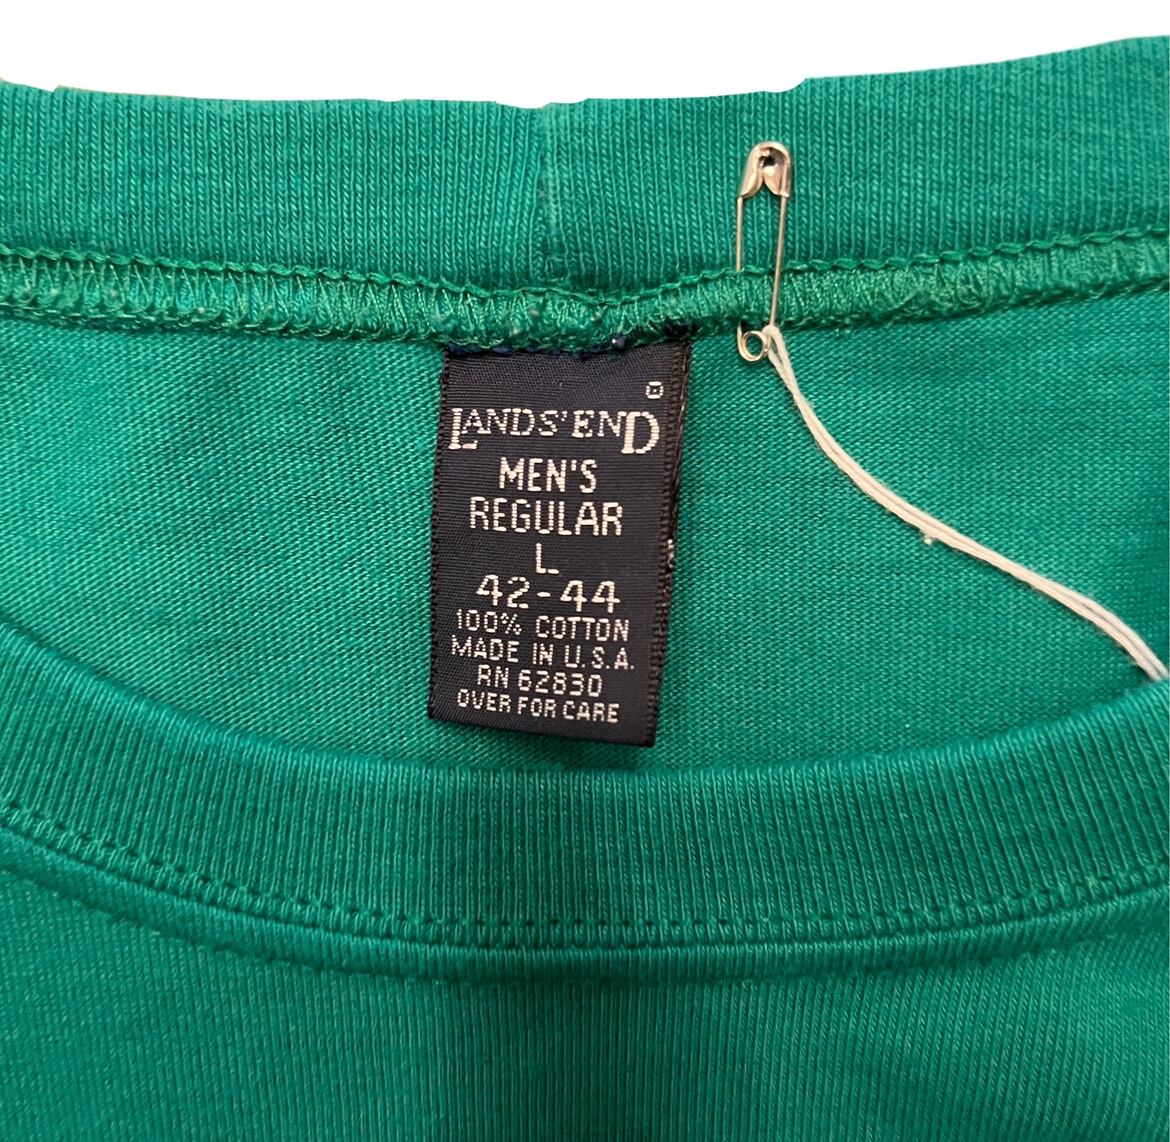 LANDS' END
MEN'S
REGULAR
L
42-44
100% COTTON
MADE IN U.S.A.
RN 62830
OVER FOR CARE